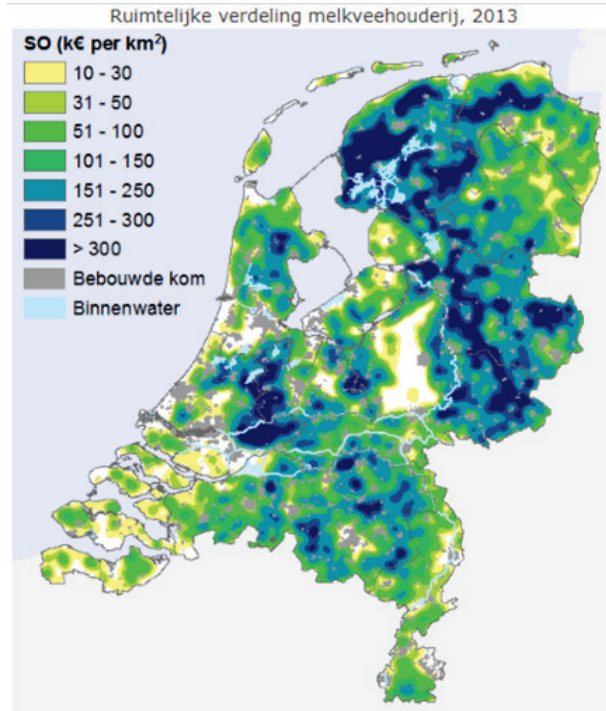 Ruimtelijke verdeling melkveehouderij, 2013
SO (k€ per km²)
10 - 30
31 - 50
51 - 100
101 - 150
151 - 250
251 - 300
> 300
Bebouwde kom
Binnenwater